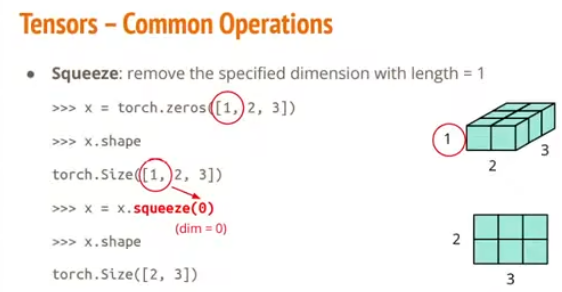 Tensors – Common Operations
• Squeeze: remove the specified dimension with length = 1
>>> x = torch.zeros([1, 2, 3])
>>> x.shape
torch.Size([1, 2, 3])
>>> x = x.squeeze(0)
(dim = 0)
>>> x.shape
torch.Size([2, 3])
1
2
3
2
3